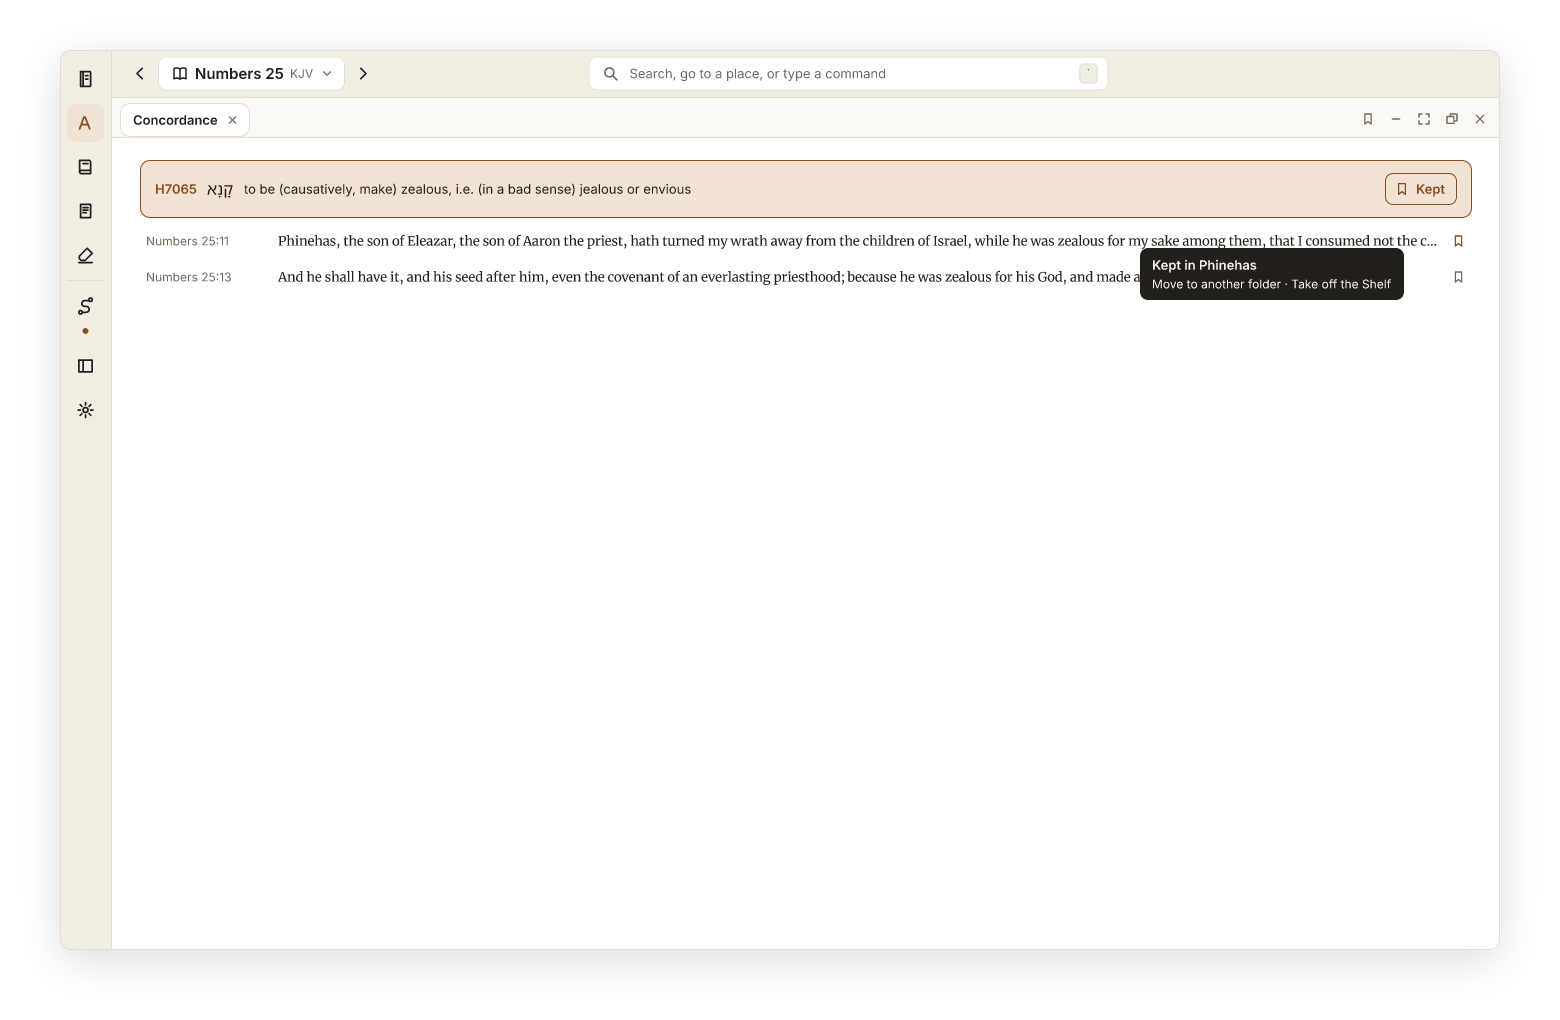 Numbers 25 KJV
Search, go to a place, or type a command
Concordance
H7065 קָנָא to be (causatively, make) zealous, i.e. (in a bad sense) jealous or envious
Kept
Numbers 25:11 Phinehas, the son of Eleazar, the son of Aaron the priest, hath turned my wrath away from the children of Israel, while he was zealous for my sake among them, that I consumed not the c...
Numbers 25:13 And he shall have it, and his seed after him, even the covenant of an everlasting priesthood; because he was zealous for his God, and made a
Kept in Phinehas
Move to another folder · Take off the Shelf